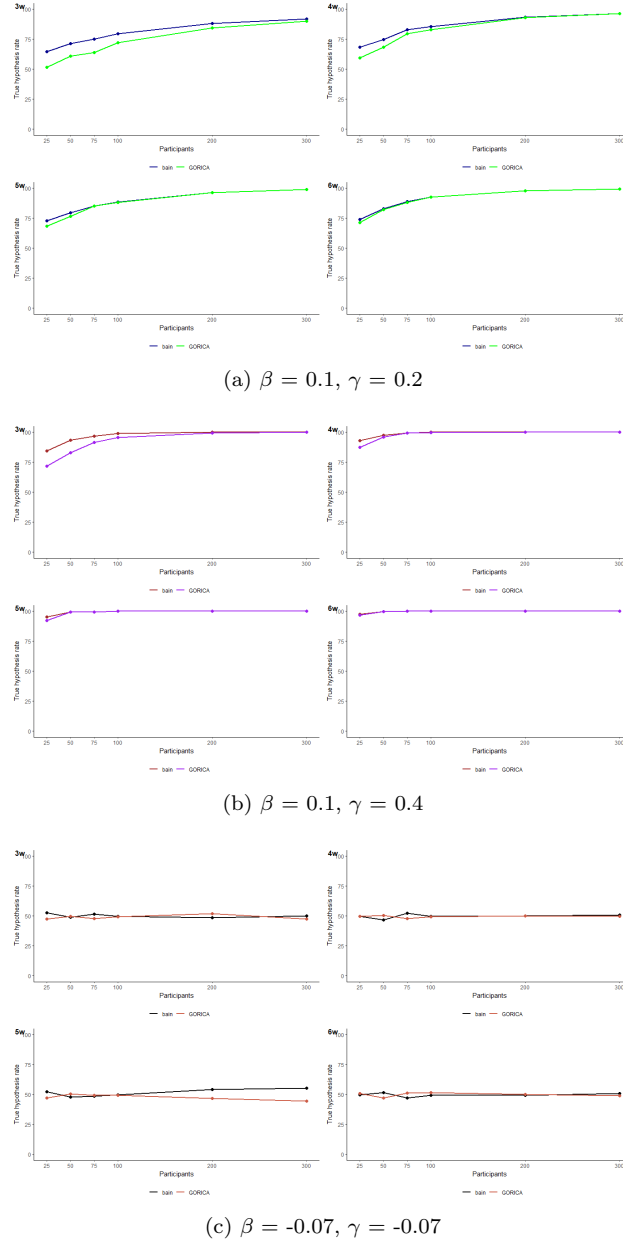 3w
4w
100
75
50
25
0
True hypothesis rate
25 50 75 100 200 300
Participants
bain GORICA
100
75
50
25
0
True hypothesis rate
25 50 75 100 200 300
Participants
bain GORICA
5w
6w
100
75
50
25
0
True hypothesis rate
25 50 75 100 200 300
Participants
bain GORICA
100
75
50
25
0
True hypothesis rate
25 50 75 100 200 300
Participants
bain GORICA
(a) β = 0.1, γ = 0.2
3w
4w
100
75
50
25
0
True hypothesis rate
25 50 75 100 200 300
Participants
bain GORICA
100
75
50
25
0
True hypothesis rate
25 50 75 100 200 300
Participants
bain GORICA
5w
6w
100
75
50
25
0
True hypothesis rate
25 50 75 100 200 300
Participants
bain GORICA
100
75
50
25
0
True hypothesis rate
25 50 75 100 200 300
Participants
bain GORICA
(b) β = 0.1, γ = 0.4
3w
4w
100
75
50
25
0
True hypothesis rate
25 50 75 100 200 300
Participants
bain GORICA
100
75
50
25
0
True hypothesis rate
25 50 75 100 200 300
Participants
bain GORICA
5w
6w
100
75
50
25
0
True hypothesis rate
25 50 75 100 200 300
Participants
bain GORICA
100
75
50
25
0
True hypothesis rate
25 50 75 100 200 300
Participants
bain GORICA
(c) β = -0.07, γ = -0.07